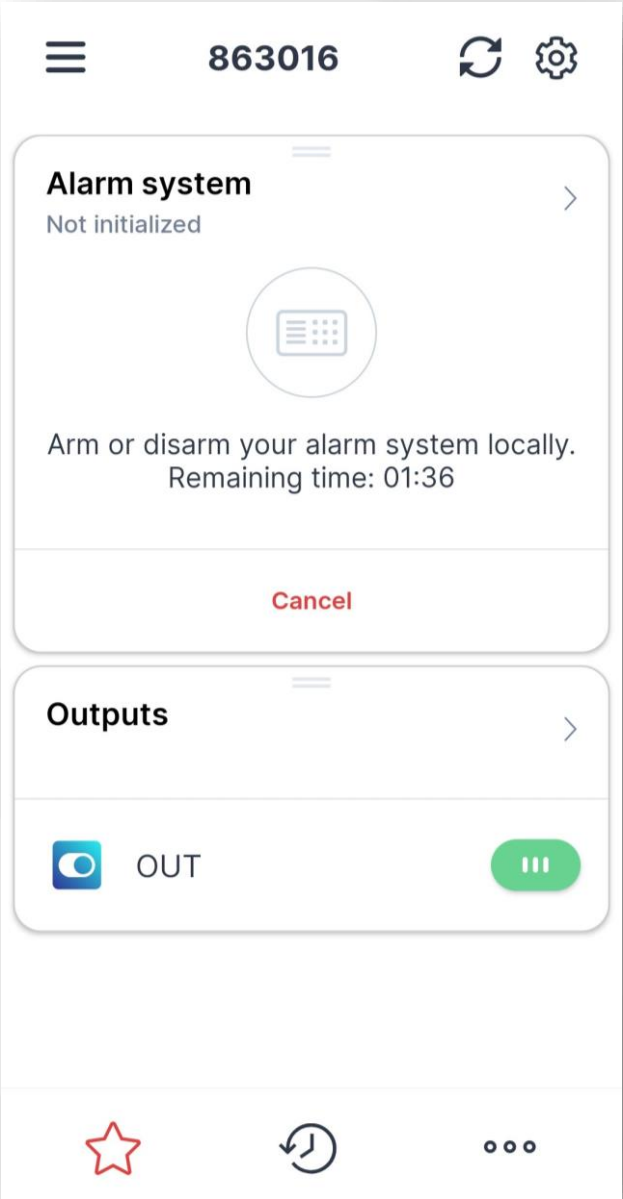 863016
Alarm system
Not initialized
Arm or disarm your alarm system locally.
Remaining time: 01:36
Cancel
Outputs
OUT